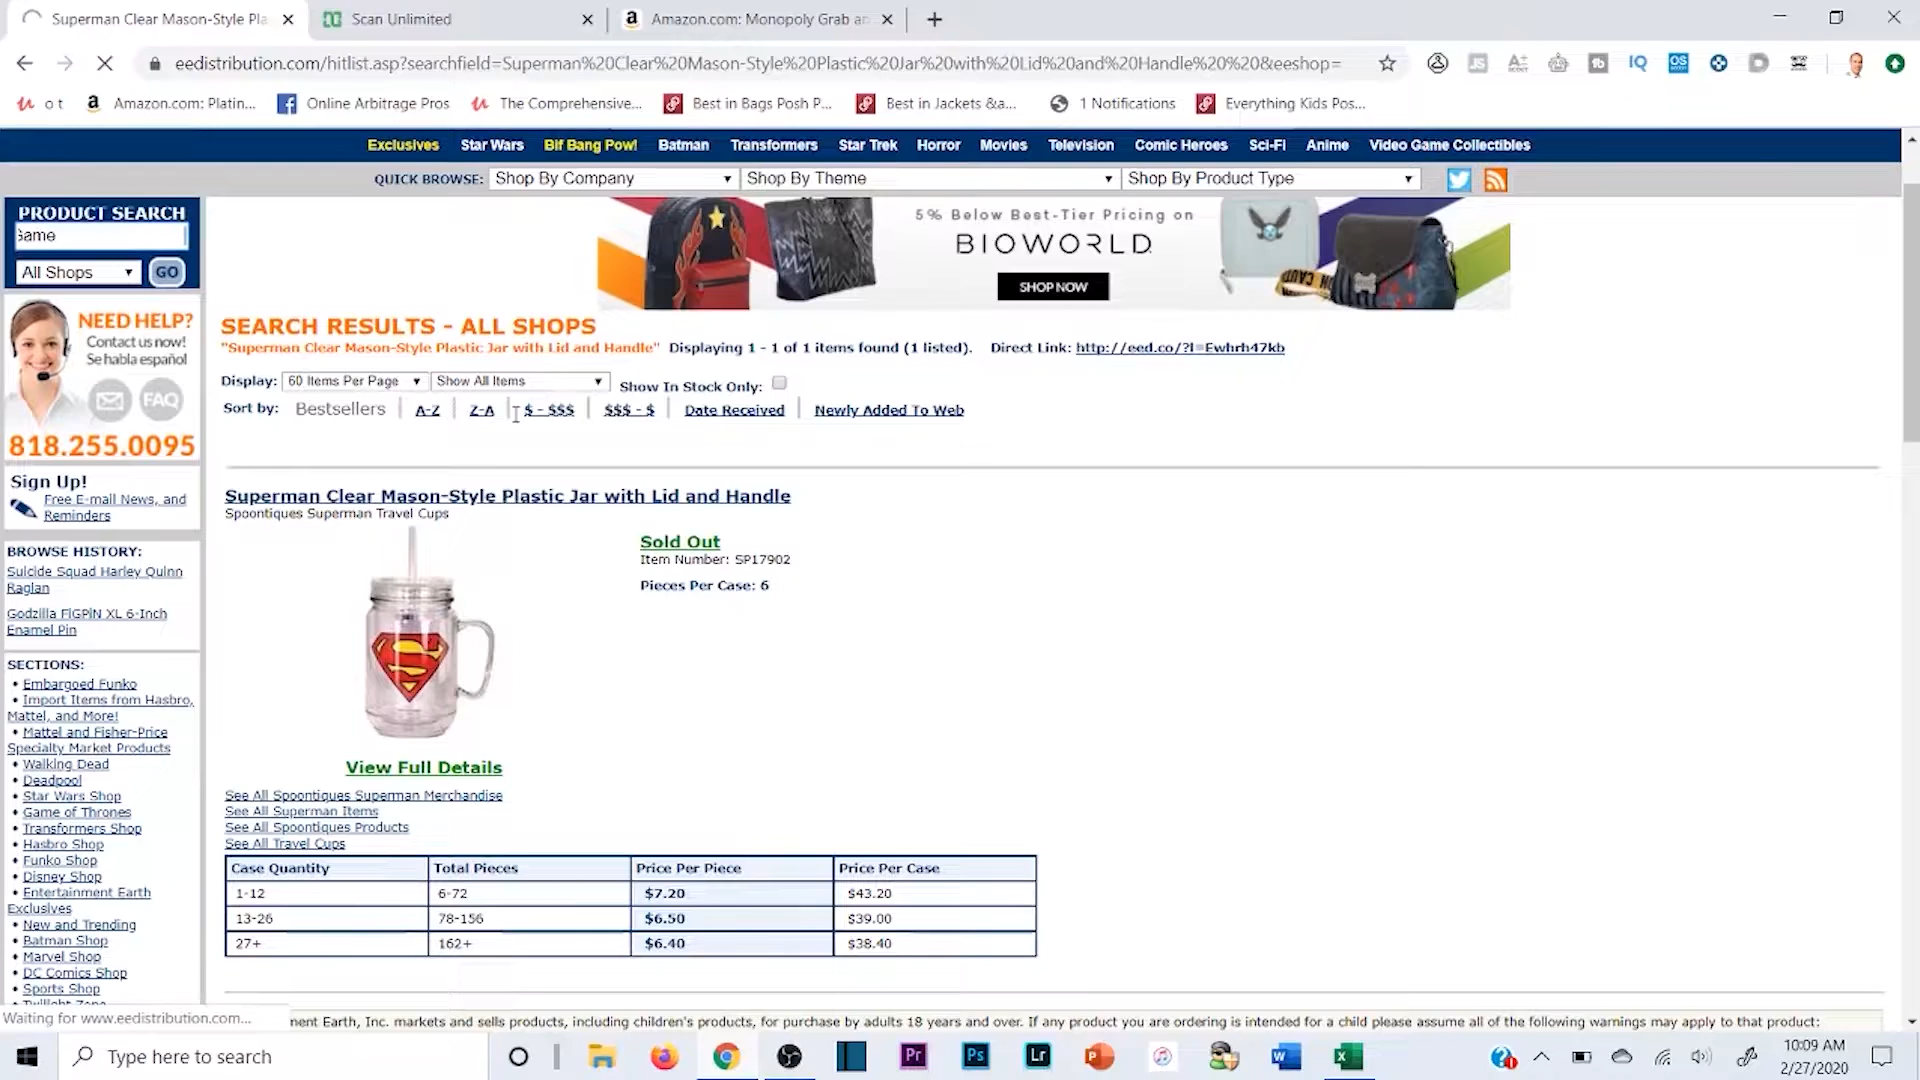 Superman Clear Mason-Style Pla
Scan Unlimited
Amazon.com: Monopoly Grab an
eedistribution.com/hitlist.asp?searchfield=Superman%20Clear%20Mason-Style%20Plastic%20Jar%20with%20Lid%20and%20Handle%20%20&eeshop=
o t
Amazon.com: Platin...
Online Arbitrage Pros
The Comprehensive...
Best in Bags Posh P...
Best in Jackets &a...
1 Notifications
Everything Kids Pos...
Exclusives Star Wars Bif Bang Pow! Batman Transformers Star Trek Horror Movies Television Comic Heroes Sci-Fi Anime Video Game Collectibles
QUICK BROWSE: Shop By Company Shop By Theme Shop By Product Type
PRODUCT SEARCH
Game
All Shops GO
5% Below Best-Tier Pricing on
BIOWORLD
SHOP NOW
NEED HELP?
Contact us now!
Se habla español
FAQ
818.255.0095
Sign Up!
Free E-mail News, and
Reminders
BROWSE HISTORY:
Suicide Squad Harley Quinn
Raglan
Godzilla FiGPiN XL 6-Inch
Enamel Pin
SECTIONS:
• Embargoed Funko
• Import Items from Hasbro,
Mattel, and More!
• Mattel and Fisher-Price
Specialty Market Products
• Walking Dead
• Deadpool
• Star Wars Shop
• Game of Thrones
• Transformers Shop
• Hasbro Shop
• Funko Shop
• Disney Shop
• Entertainment Earth
Exclusives
• New and Trending
• Batman Shop
• Marvel Shop
• DC Comics Shop
• Sports Shop
• Twilight Zone
SEARCH RESULTS - ALL SHOPS
"Superman Clear Mason-Style Plastic Jar with Lid and Handle" Displaying 1 - 1 of 1 items found (1 listed). Direct Link: http://eed.co/?l=Ewhrh47kb
Display: 60 Items Per Page Show All Items Show In Stock Only:
Sort by: Bestsellers A-Z Z-A $ - $$$ $$$ - $ Date Received Newly Added To Web
Superman Clear Mason-Style Plastic Jar with Lid and Handle
Spoontiques Superman Travel Cups
Sold Out
Item Number: SP17902
Pieces Per Case: 6
View Full Details
See All Spoontiques Superman Merchandise
See All Superman Items
See All Spoontiques Products
See All Travel Cups
Case Quantity Total Pieces Price Per Piece Price Per Case
1-12 6-72 $7.20 $43.20
13-26 78-156 $6.50 $39.00
27+ 162+ $6.40 $38.40
Waiting for www.eedistribution.com...
nent Earth, Inc. markets and sells products, including children's products, for purchase by adults 18 years and over. If any product you are ordering is intended for a child please assume all of the following warnings may apply to that product:
Type here to search
Pr Ps Lr
10:09 AM
2/27/2020